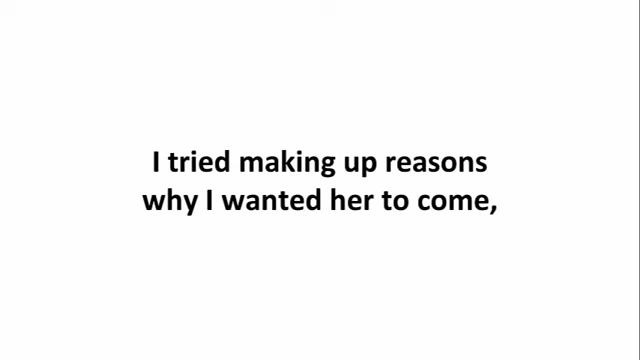 I tried making up reasons
why I wanted her to come,